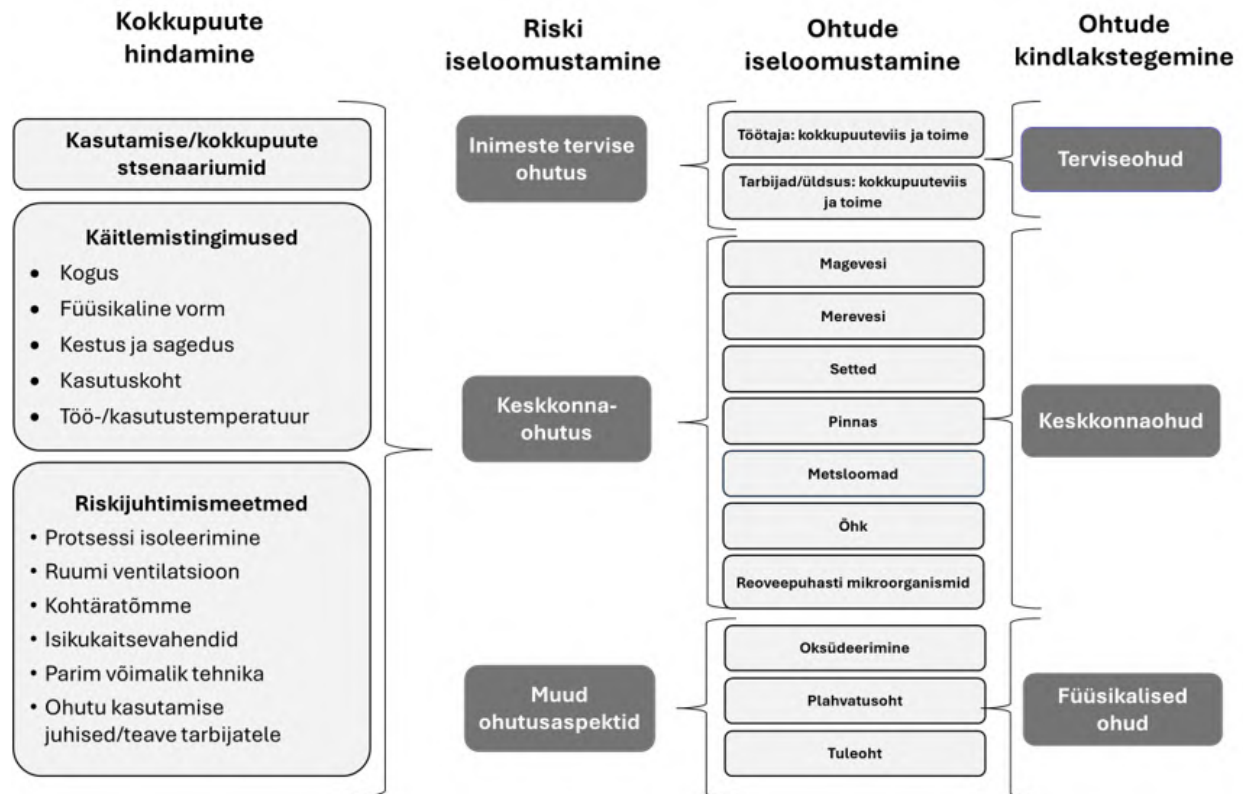 Kokkupuute
hindamine
Riski
iseloomustamine
Ohtude
iseloomustamine
Ohtude
kindlakstegemine
Kasutamise/kokkupuute
stsenaariumid
Käitlemistingimused
• Kogus
• Füüsikaline vorm
• Kestus ja sagedus
• Kasutuskoht
• Töö-/kasutustemperatuur
Riskijuhtimismeetmed
• Protsessi isoleerimine
• Ruumi ventilatsioon
• Kohtäratõmme
• Isikukaitsevahendid
• Parim võimalik tehnika
• Ohutu kasutamise
juhised/teave tarbijatele
Inimeste tervise
ohutus
Keskkonna-
ohutus
Muud
ohutusaspektid
Töötaja: kokkupuuteviis ja toime
Tarbijad/üldsus: kokkupuuteviis
ja toime
Magevesi
Merevesi
Setted
Pinnas
Metsloomad
Õhk
Reoveepuhasti mikroorganismid
Oksüdeerimine
Plahvatusoht
Tuleoht
Terviseohud
Keskkonnaohud
Füüsikalised
ohud